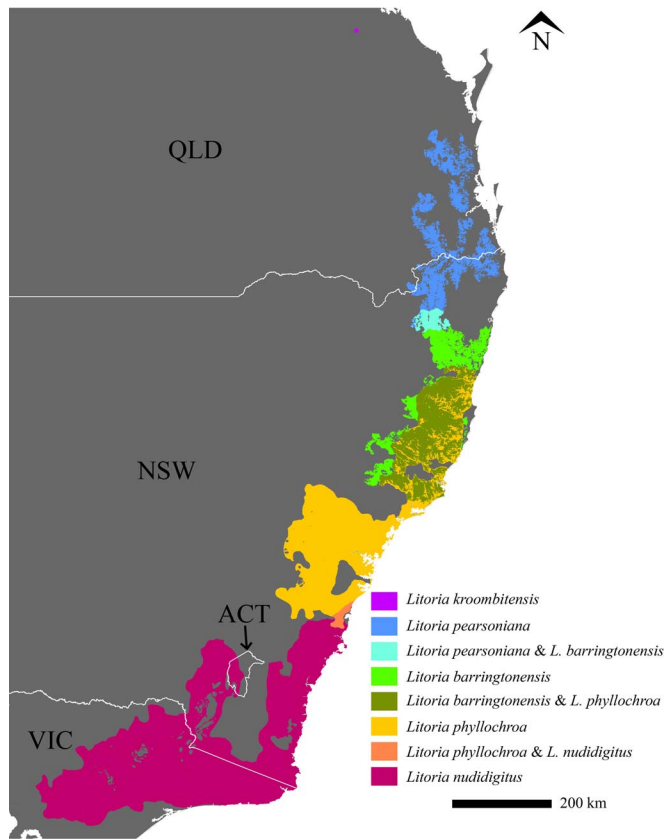 N
QLD
NSW
ACT
VIC
Litoria kroombitensis
Litoria pearsoniana
Litoria pearsoniana & L. barringtonensis
Litoria barringtonensis
Litoria barringtonensis & L. phyllochroa
Litoria phyllochroa
Litoria phyllochroa & L. nudidigitus
Litoria nudidigitus
200 km